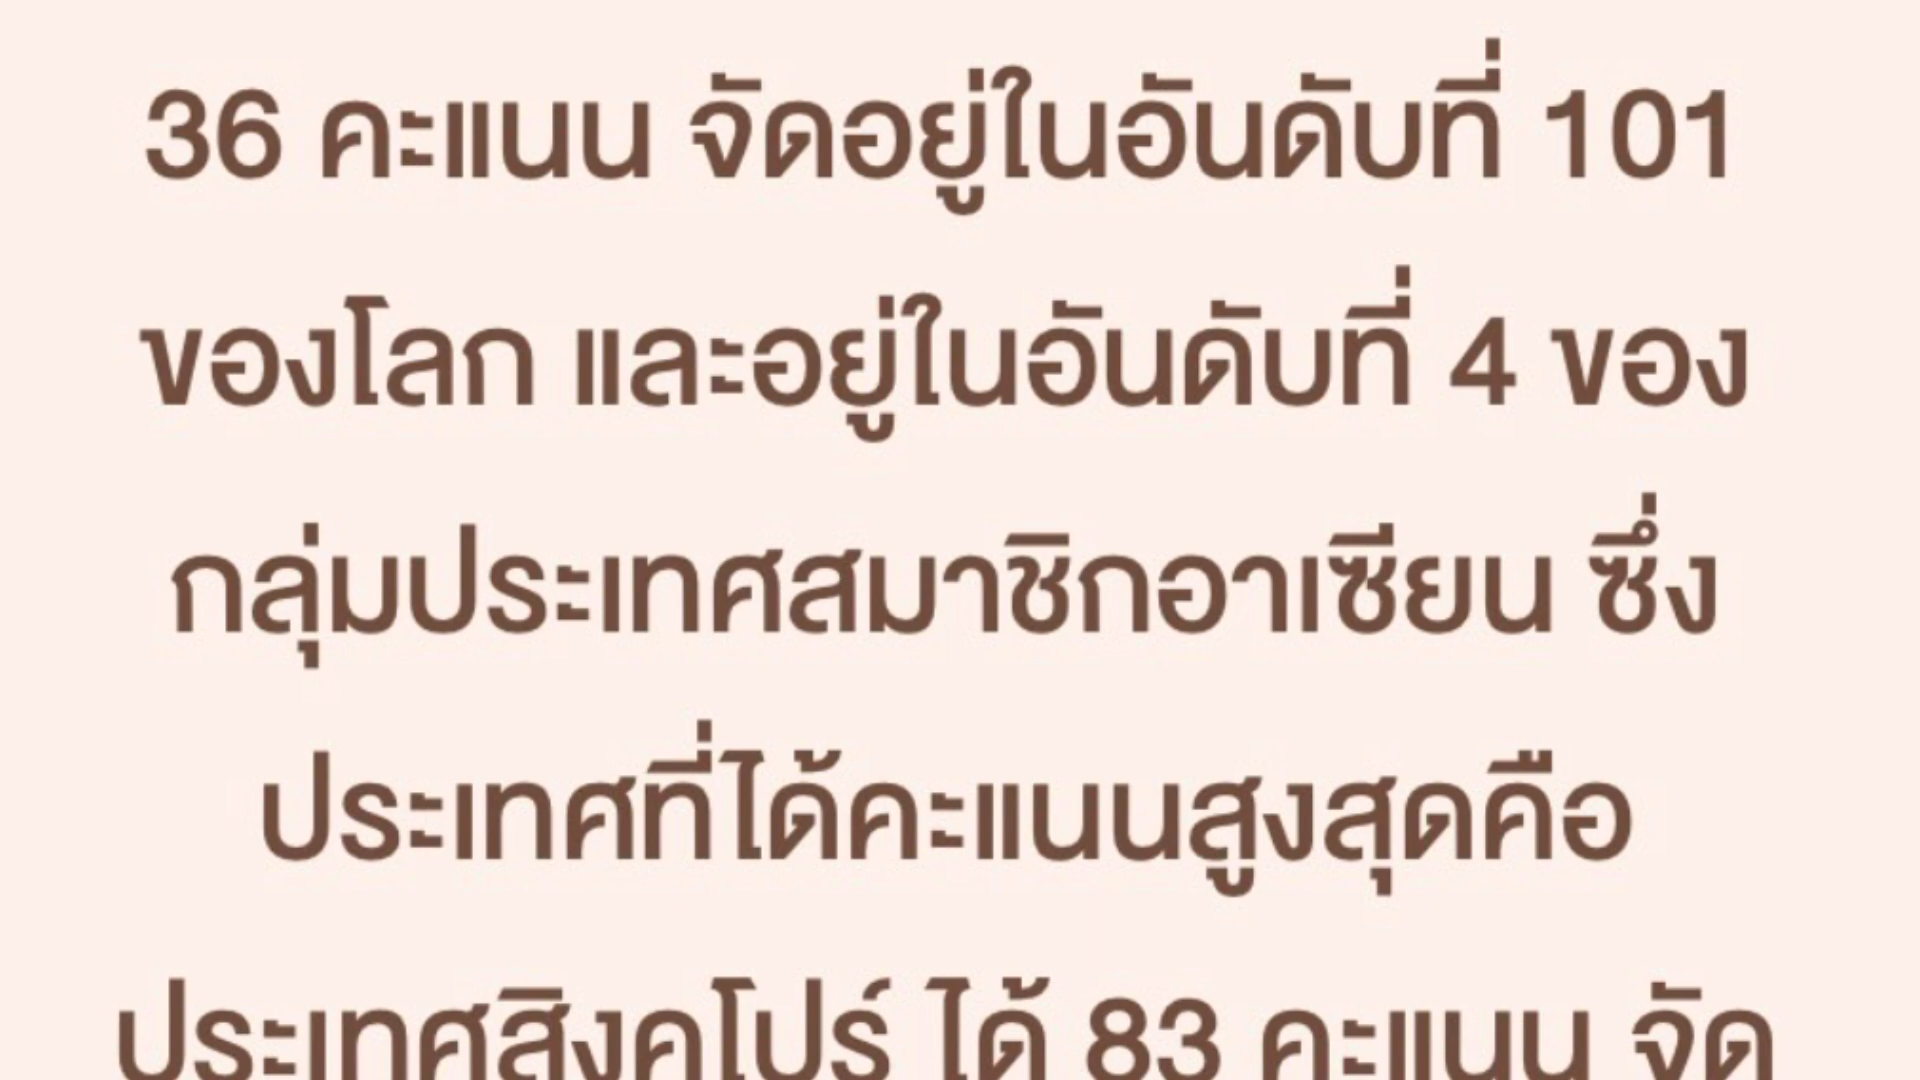 36 คะแนน จัดอยู่ในอันดับที่ 101
ของโลก และอยู่ในอันดับที่ 4 ของ
กลุ่มประเทศสมาชิกอาเซียน ซึ่ง
ประเทศที่ได้คะแนนสูงสุดคือ
ประเทศสิงคโปร์ ได้ 83 คะแนน จัด